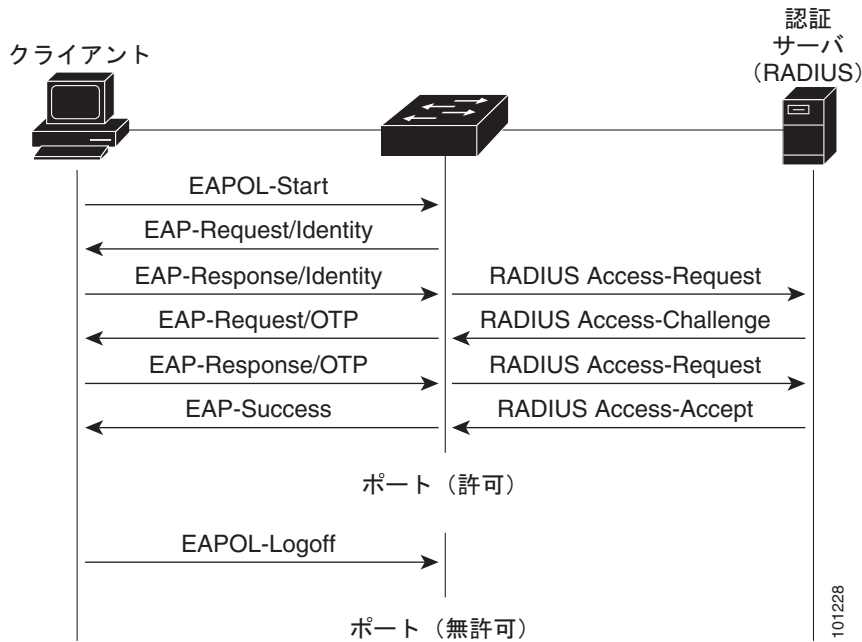 クライアント
認証
サーバ
（RADIUS）
EAPOL-Start
EAP-Request/Identity
EAP-Response/Identity
RADIUS Access-Request
EAP-Request/OTP
RADIUS Access-Challenge
EAP-Response/OTP
RADIUS Access-Request
EAP-Success
RADIUS Access-Accept
ポート（許可）
EAPOL-Logoff
ポート（無許可）
101228